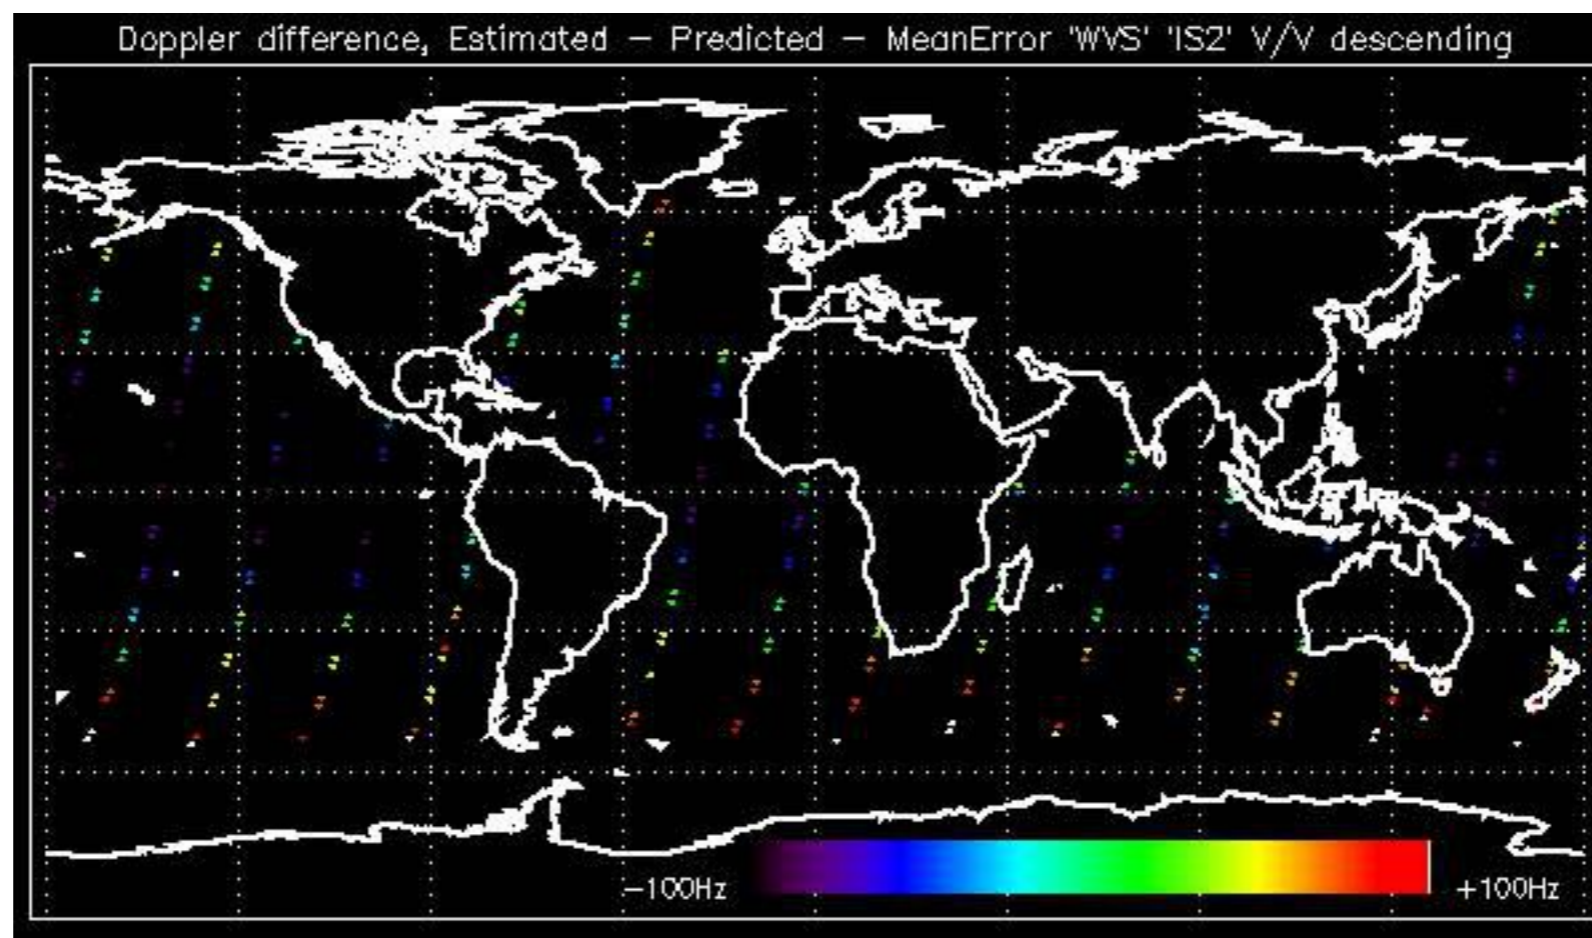 Doppler difference, Estimated – Predicted – MeanError 'WVS' 'IS2' V/V descending
–100Hz
+100Hz